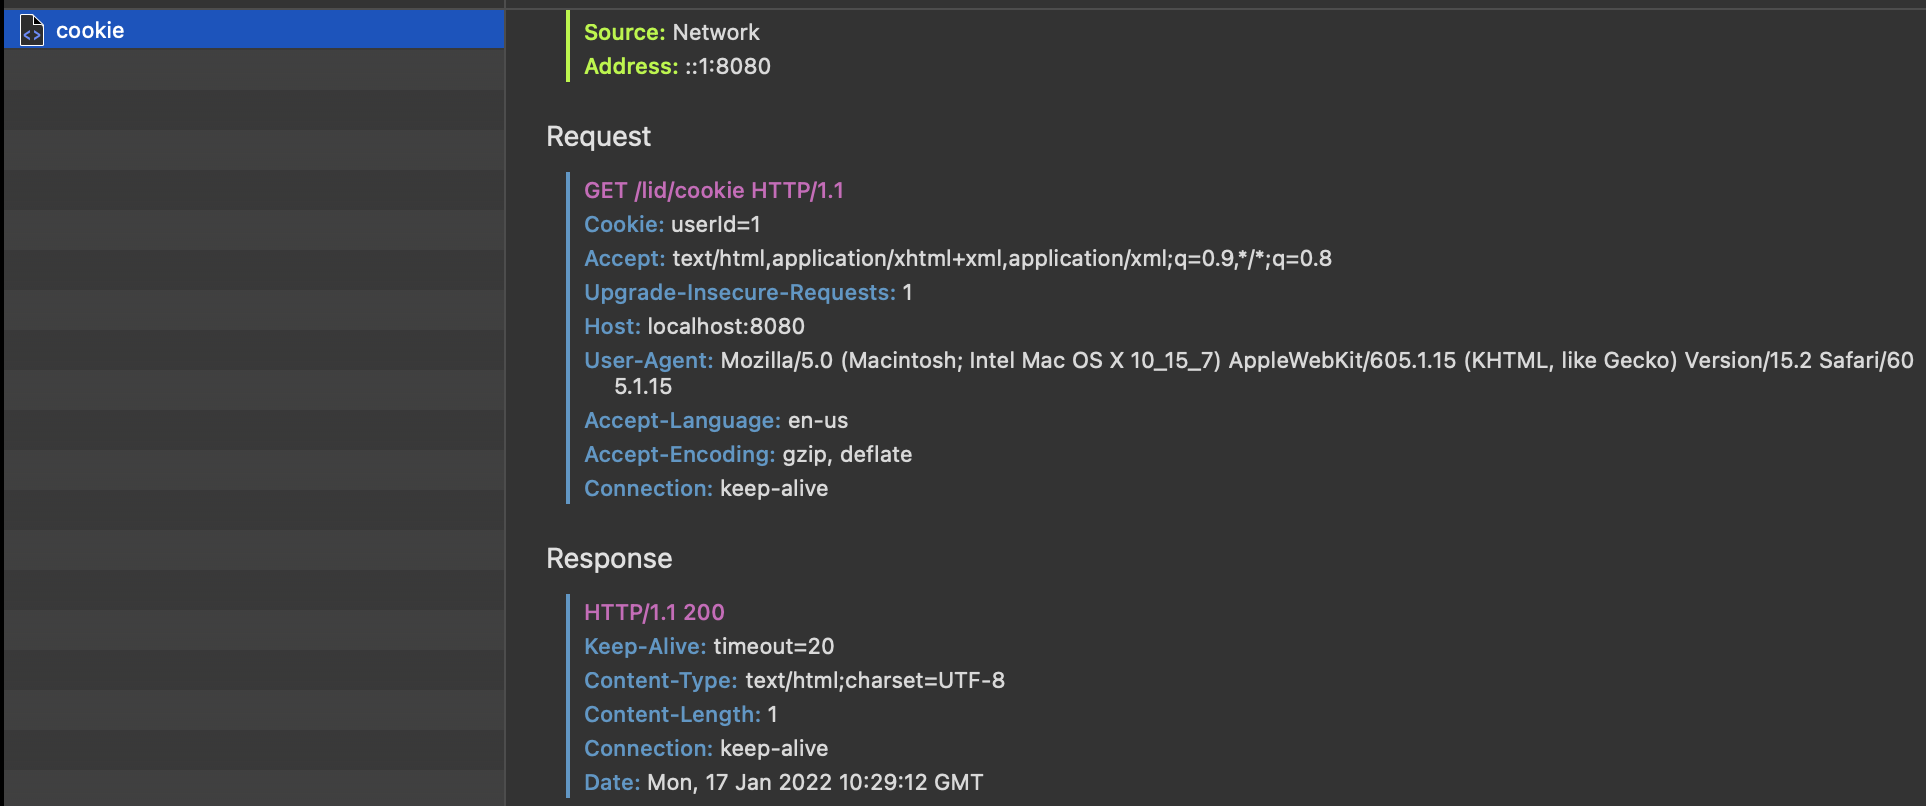 cookie
Source: Network
Address: ::1:8080
Request
GET /lid/cookie HTTP/1.1
Cookie: userId=1
Accept: text/html,application/xhtml+xml,application/xml;q=0.9,*/*;q=0.8
Upgrade-Insecure-Requests: 1
Host: localhost:8080
User-Agent: Mozilla/5.0 (Macintosh; Intel Mac OS X 10_15_7) AppleWebKit/605.1.15 (KHTML, like Gecko) Version/15.2 Safari/60
5.1.15
Accept-Language: en-us
Accept-Encoding: gzip, deflate
Connection: keep-alive
Response
HTTP/1.1 200
Keep-Alive: timeout=20
Content-Type: text/html;charset=UTF-8
Content-Length: 1
Connection: keep-alive
Date: Mon, 17 Jan 2022 10:29:12 GMT